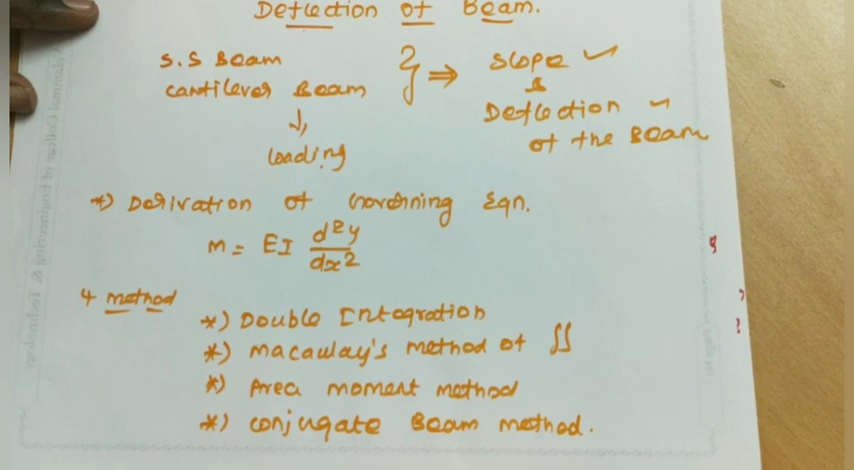 Deflection of Beam.
S.S Beam
Cantilever Beam
} ⇒ Slope ✓
&
Deflection ✓
of the Beam
↓
Loading
*) Derivation of Governing Eqn.
M = EI d²y/dx²
4 method
*) Double Integration
*) Macaulay's method of ∫∫
*) Area moment method
*) Conjugate Beam method.